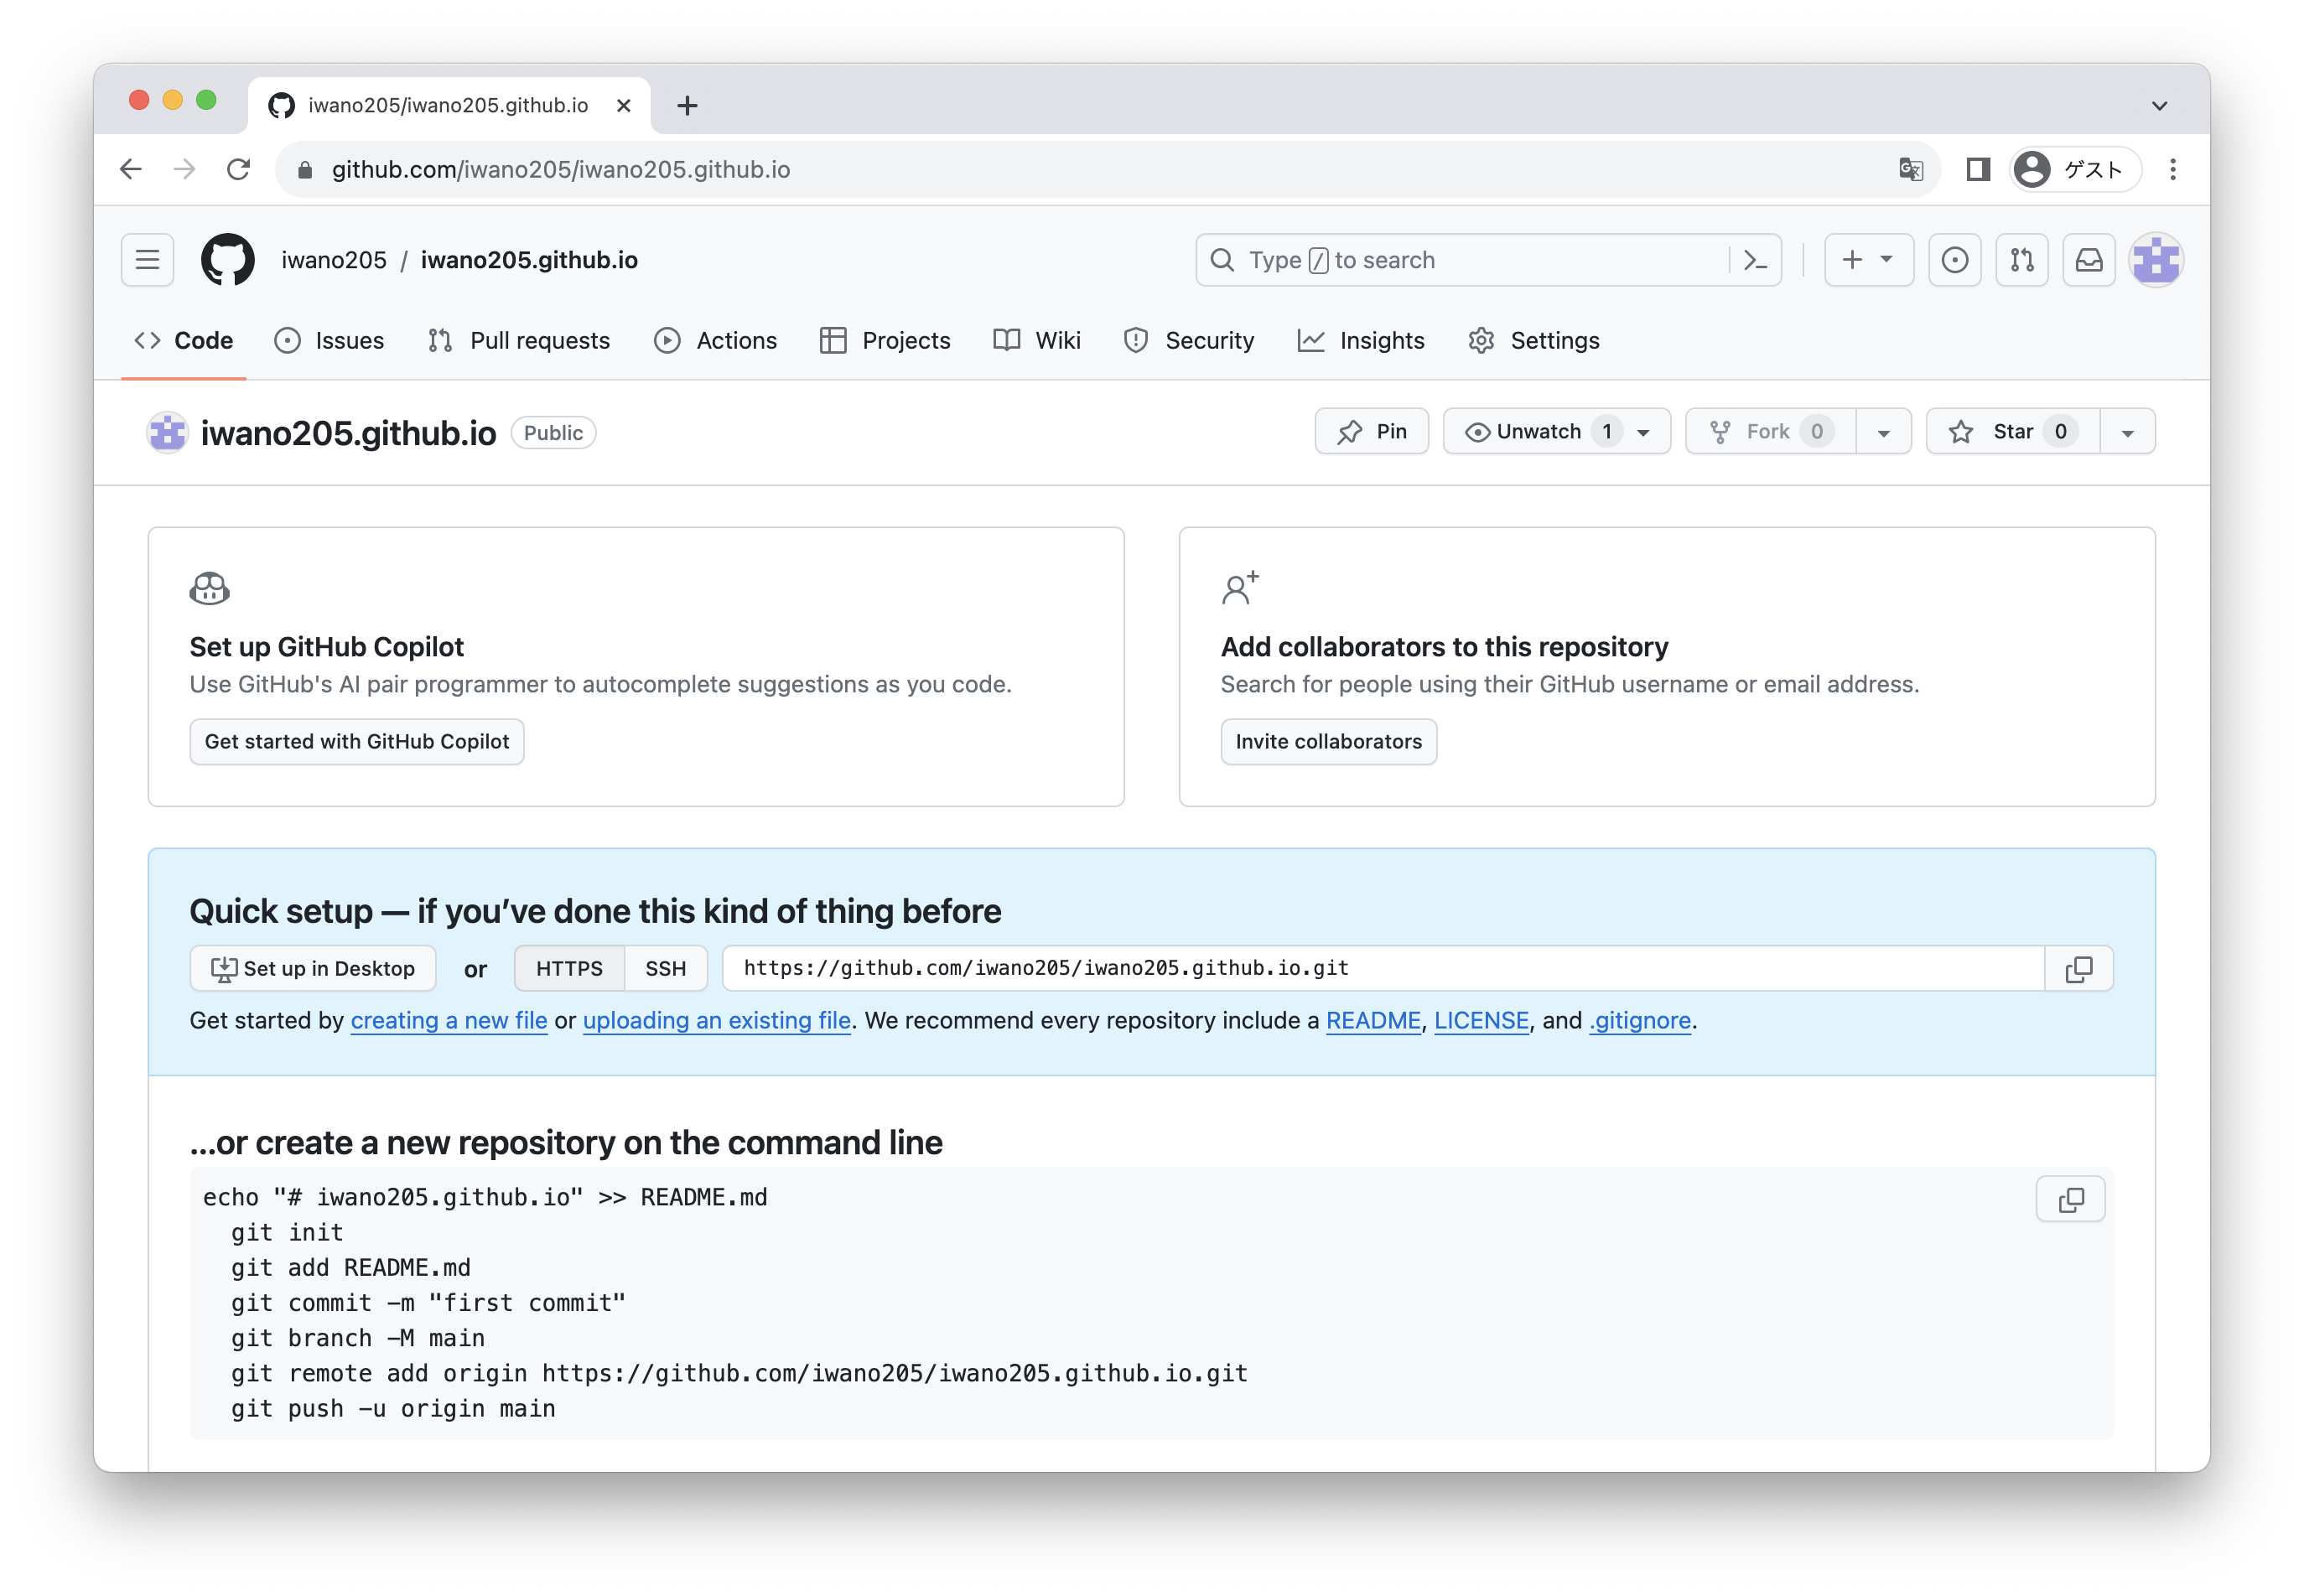 iwano205/iwano205.github.io
github.com/iwano205/iwano205.github.io
ゲスト
iwano205 / iwano205.github.io
Type / to search
Code Issues Pull requests Actions Projects Wiki Security Insights Settings
iwano205.github.io Public
Pin Unwatch 1 Fork 0 Star 0
Set up GitHub Copilot
Use GitHub's AI pair programmer to autocomplete suggestions as you code.
Get started with GitHub Copilot
Add collaborators to this repository
Search for people using their GitHub username or email address.
Invite collaborators
Quick setup — if you’ve done this kind of thing before
Set up in Desktop or HTTPS SSH https://github.com/iwano205/iwano205.github.io.git
Get started by creating a new file or uploading an existing file. We recommend every repository include a README, LICENSE, and .gitignore.
…or create a new repository on the command line
echo "# iwano205.github.io" >> README.md
git init
git add README.md
git commit -m "first commit"
git branch -M main
git remote add origin https://github.com/iwano205/iwano205.github.io.git
git push -u origin main